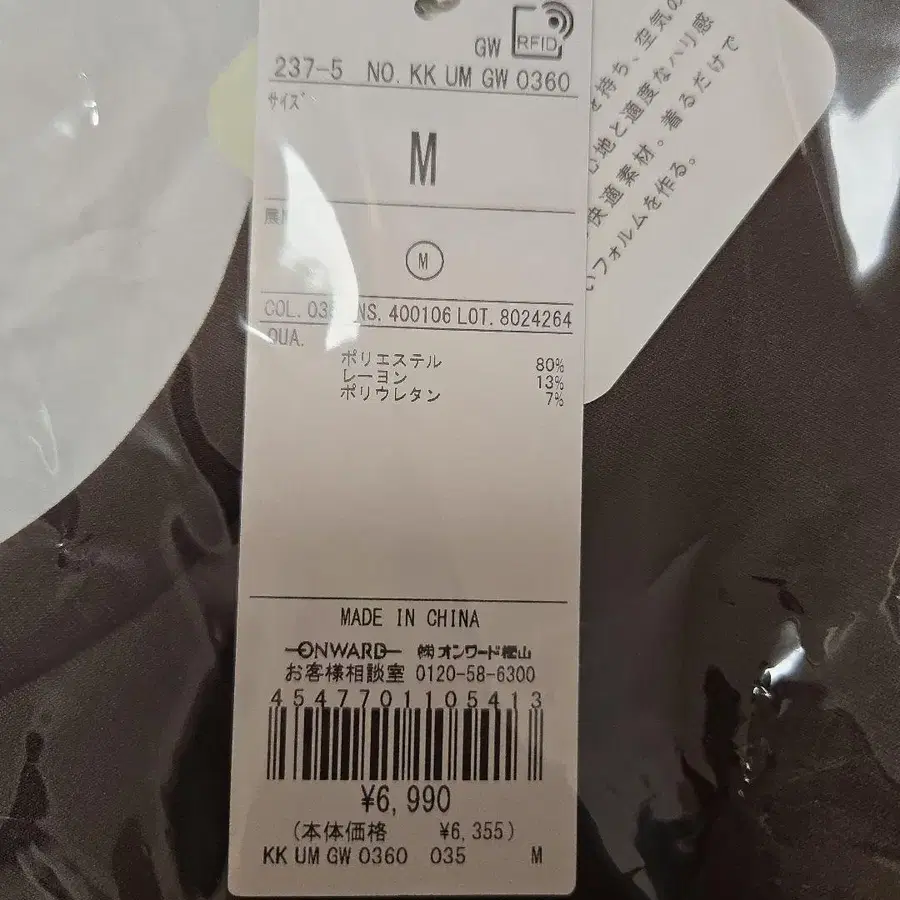 GW RFID
237-5 NO. KK UM GW 0360
サイズ
M
展
M
COL. 03 NS. 400106 LOT. 8024264
QUA.
ポリエステル 80%
レーヨン 13%
ポリウレタン 7%
MADE IN CHINA
ONWARD ㈱オンワード樫山
お客様相談室 0120-58-6300
4547701105413
¥6,990
(本体価格 ¥6,355)
KK UM GW 0360 035 M
を持ち、空気の
地と適度なハリ感
快適素材。着るだけで
フォルムを作る。